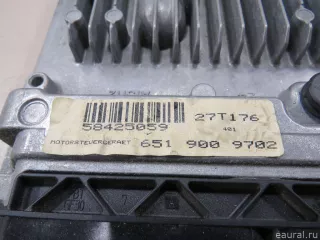 27T176
58425059
401
MOTORSTEUERGERAET 651 900 9702
© eaural.ru